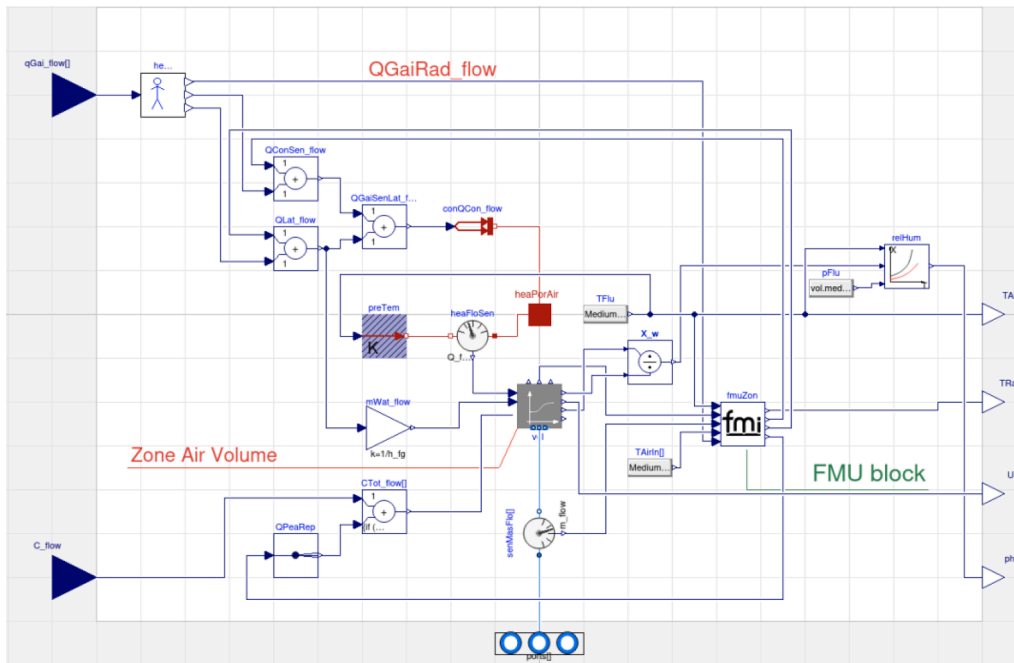 QGaiRad_flow
qGai_flow[]
he...
QConSen_flow
1
+
1
QGaiSenLat_f...
1
+
1
conQCon_flow
QLat_flow
1
+
1
relHum
X
T
pFlu
vol.med...
TA
heaPorAir
TFlu
Medium...
preTem
K
heaFloSen
Q_f...
X_w
÷
TRa
fmuZon
fmi
mWat_flow
k=1/h_fg
Zone Air Volume
TAirIn[]
Medium...
FMU block
U
CTot_flow[]
1
+
(if (...
QPeaRep
senMasFlo[]
m_flow
C_flow
ph
ports[]